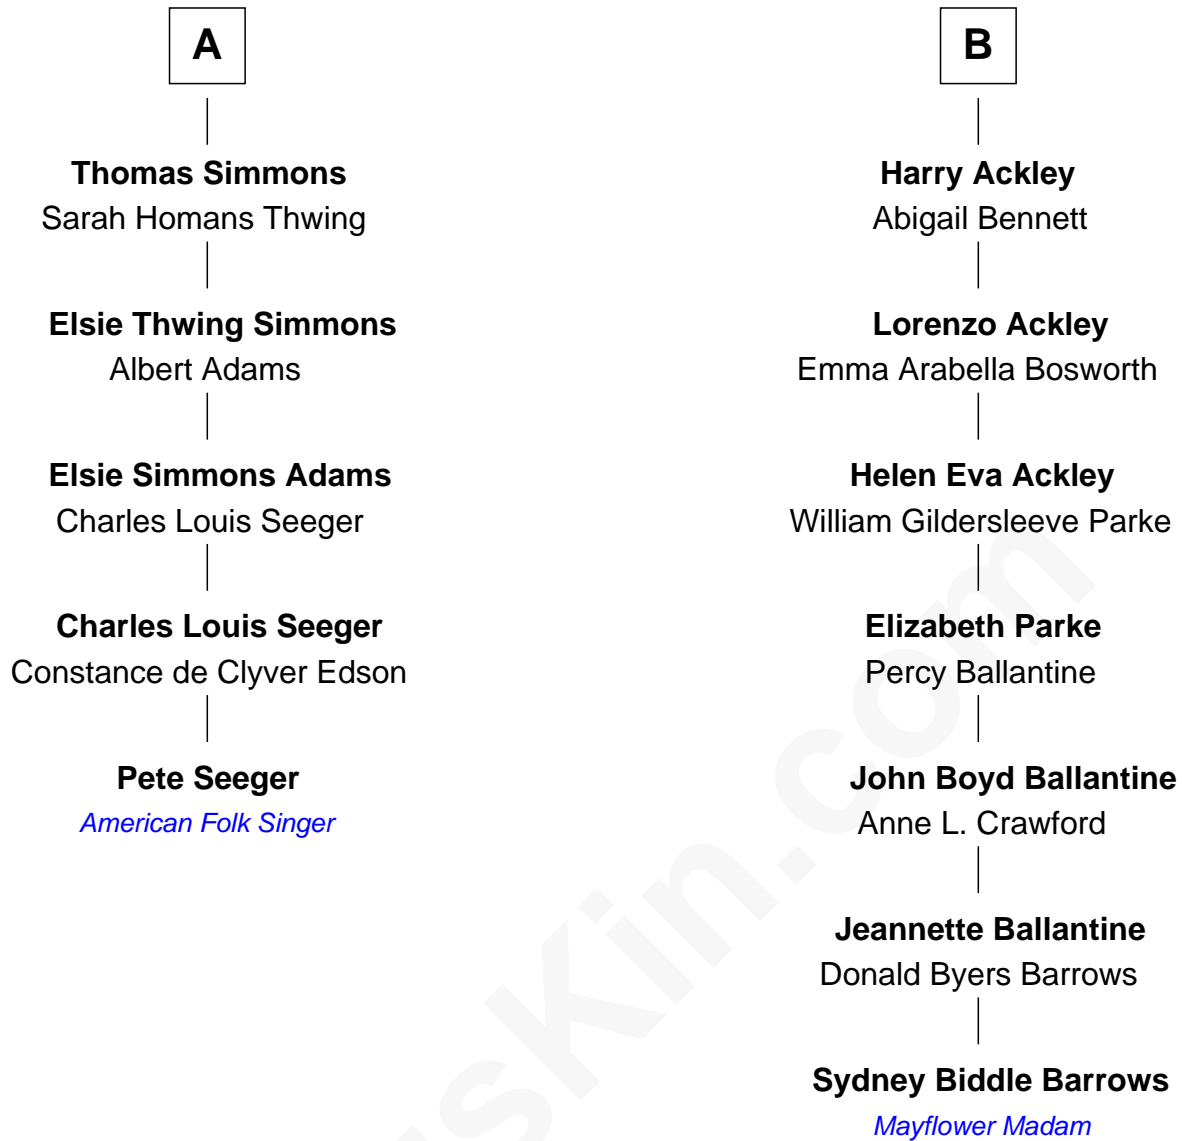 A
Thomas Simmons
Sarah Homans Thwing
Elsie Thwing Simmons
Albert Adams
Elsie Simmons Adams
Charles Louis Seeger
Charles Louis Seeger
Constance de Clyver Edson
Pete Seeger
American Folk Singer
B
Harry Ackley
Abigail Bennett
Lorenzo Ackley
Emma Arabella Bosworth
Helen Eva Ackley
William Gildersleeve Parke
Elizabeth Parke
Percy Ballantine
John Boyd Ballantine
Anne L. Crawford
Jeannette Ballantine
Donald Byers Barrows
Sydney Biddle Barrows
Mayflower Madam
sKin.com